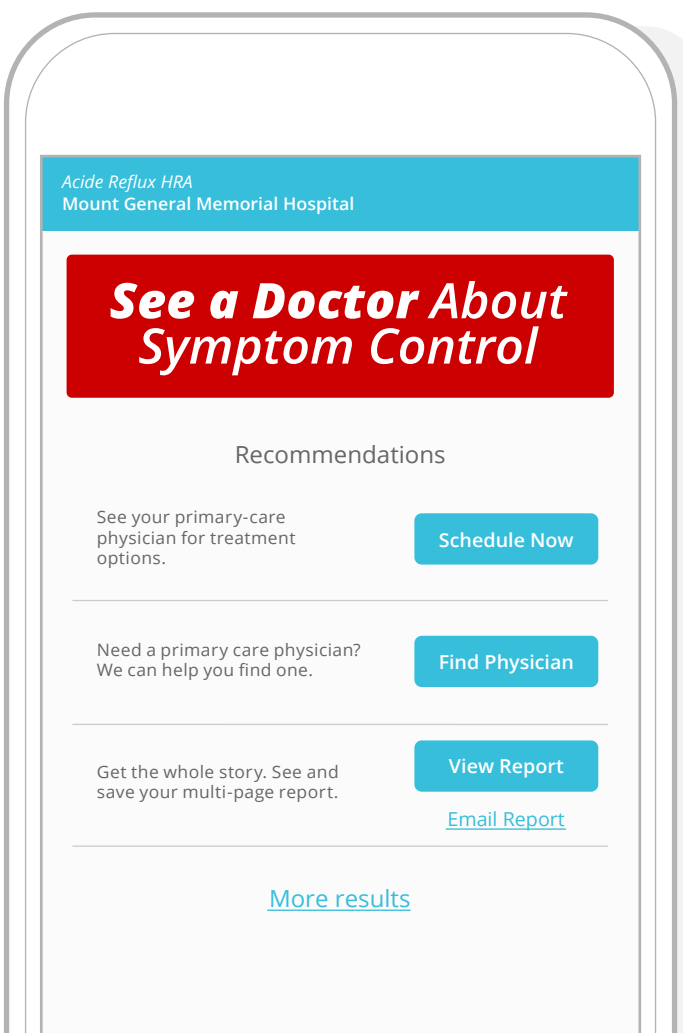 Acide Reflux HRA
Mount General Memorial Hospital
See a Doctor About
Symptom Control
Recommendations
See your primary-care
physician for treatment
options.
Schedule Now
Need a primary care physician?
We can help you find one.
Find Physician
Get the whole story. See and
save your multi-page report.
View Report
Email Report
More results